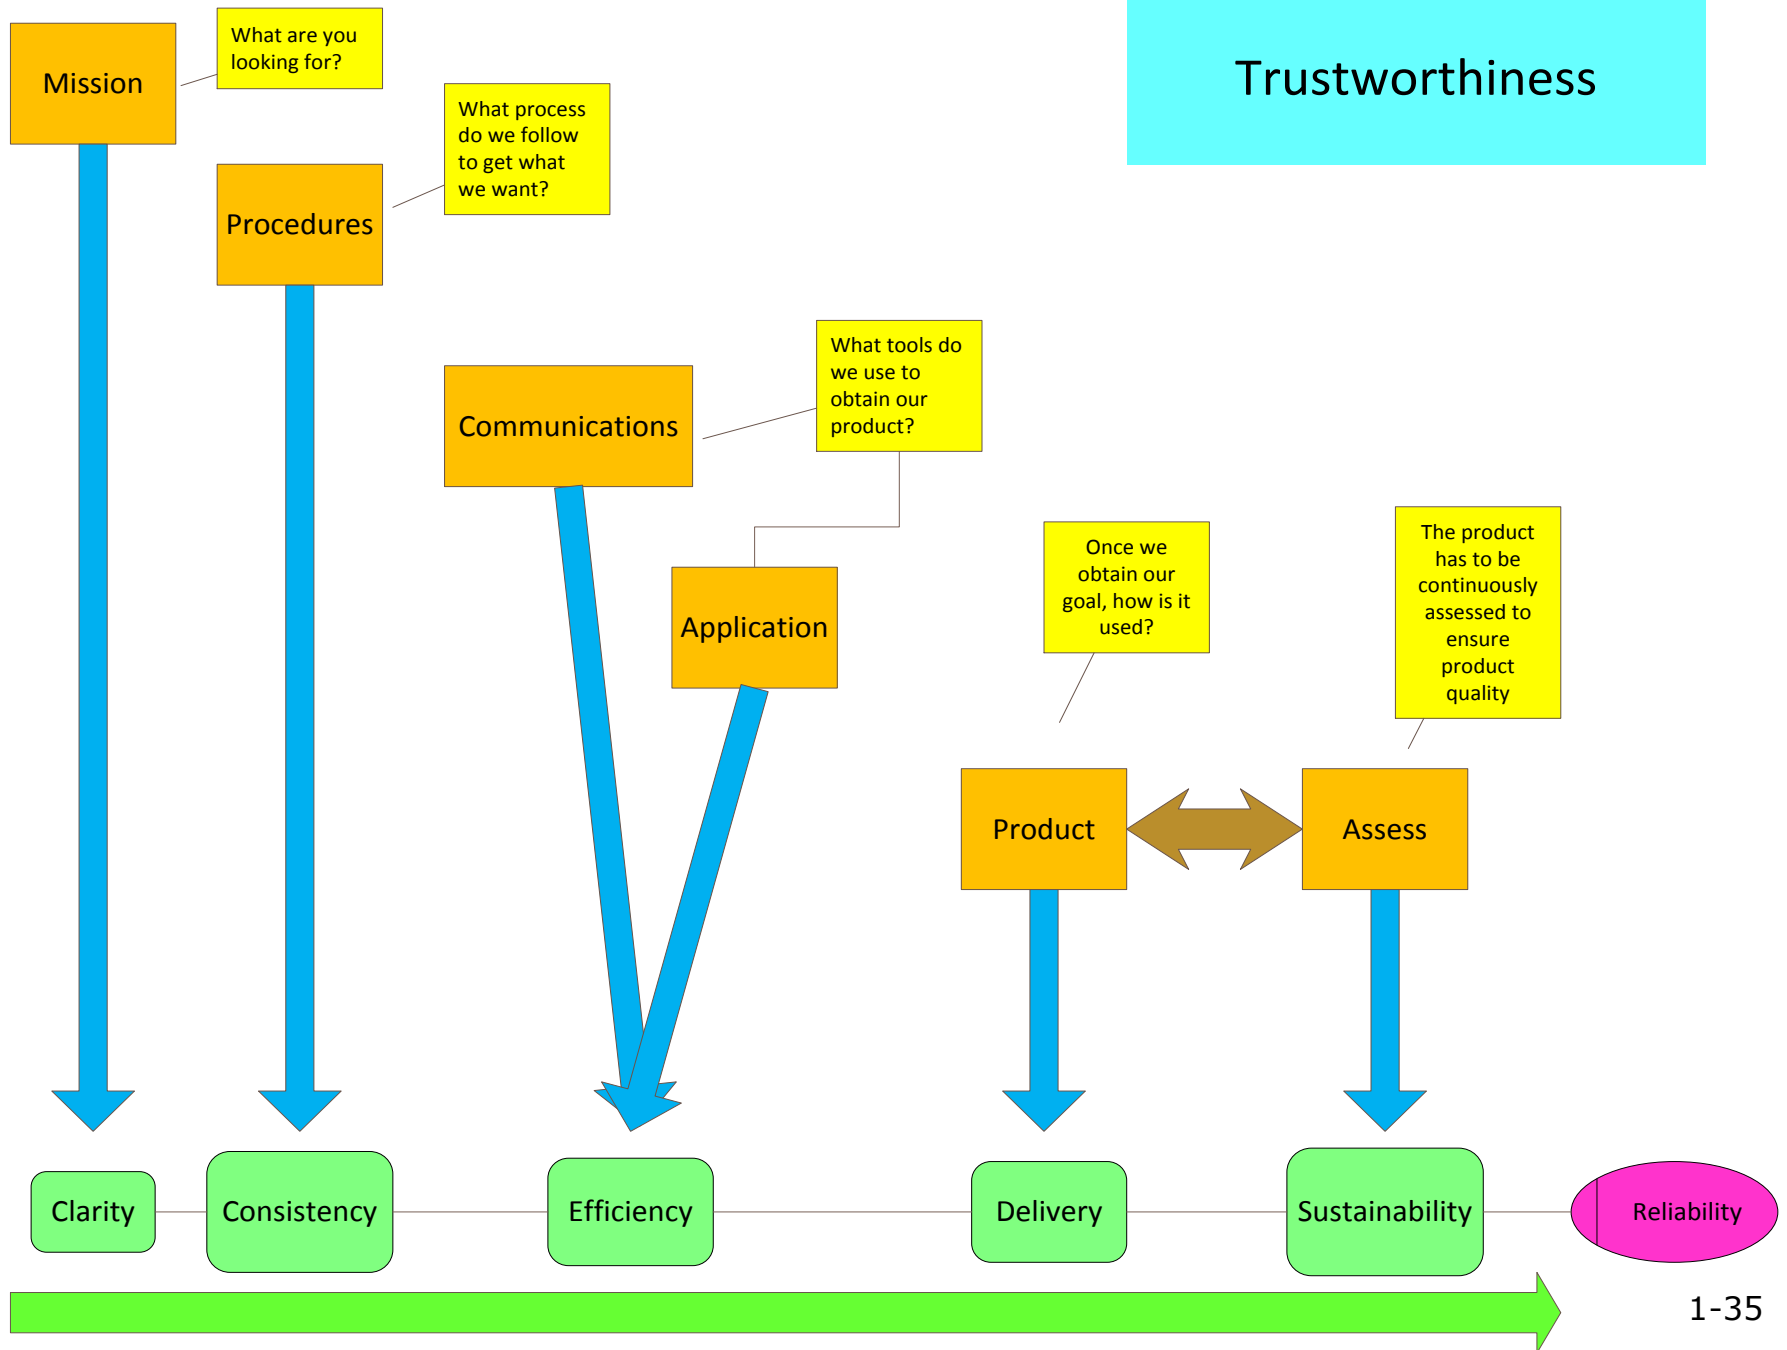 Trustworthiness
Mission
What are you
looking for?
Procedures
What process
do we follow
to get what
we want?
Communications
What tools do
we use to
obtain our
product?
Application
Once we
obtain our
goal, how is it
used?
The product
has to be
continuously
assessed to
ensure
product
quality
Product
Assess
Clarity
Consistency
Efficiency
Delivery
Sustainability
Reliability
1-35